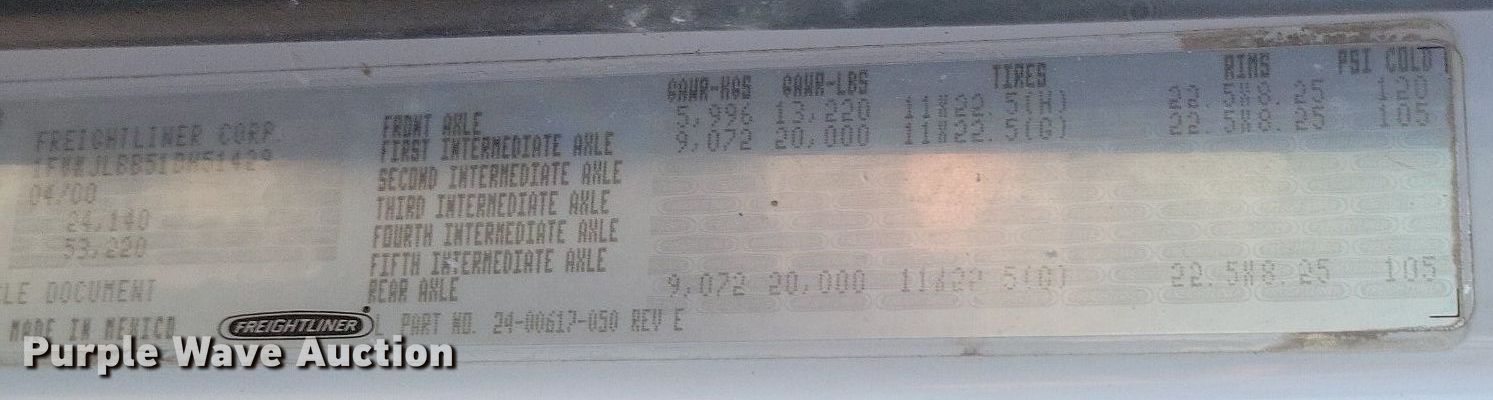 GAWR-KGS GAWR-LBS TIRES RIMS PSI COLD
FREIGHTLINER CORP FRONT AXLE 5,996 13,220 11R22.5(H) 22.5X8.25 120
FIRST INTERMEDIATE AXLE 9,072 20,000 11R22.5(G) 22.5X8.25 105
04/00 SECOND INTERMEDIATE AXLE
24,140 THIRD INTERMEDIATE AXLE
53,220 FOURTH INTERMEDIATE AXLE
FIFTH INTERMEDIATE AXLE
LE DOCUMENT REAR AXLE 9,072 20,000 11R22.5(G) 22.5X8.25 105
MADE IN MEXICO FREIGHTLINER L PART NO. 24-00617-050 REV E
Purple Wave Auction